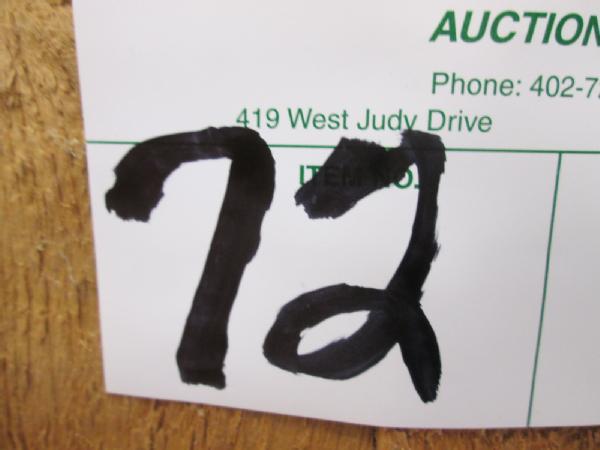 AUCTION
Phone: 402-7
419 West Judy Drive
ITEM NO.
72